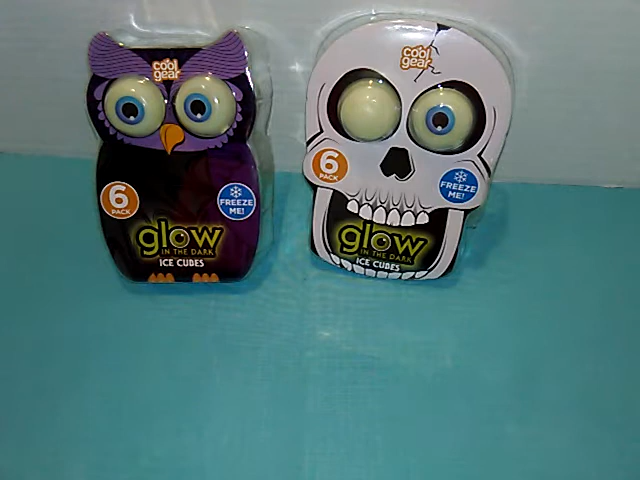 cool
gear
6
PACK
FREEZE
ME!
glow
IN THE DARK
ICE CUBES
cool
gear
6
PACK
FREEZE
ME!
glow
IN THE DARK
ICE CUBES